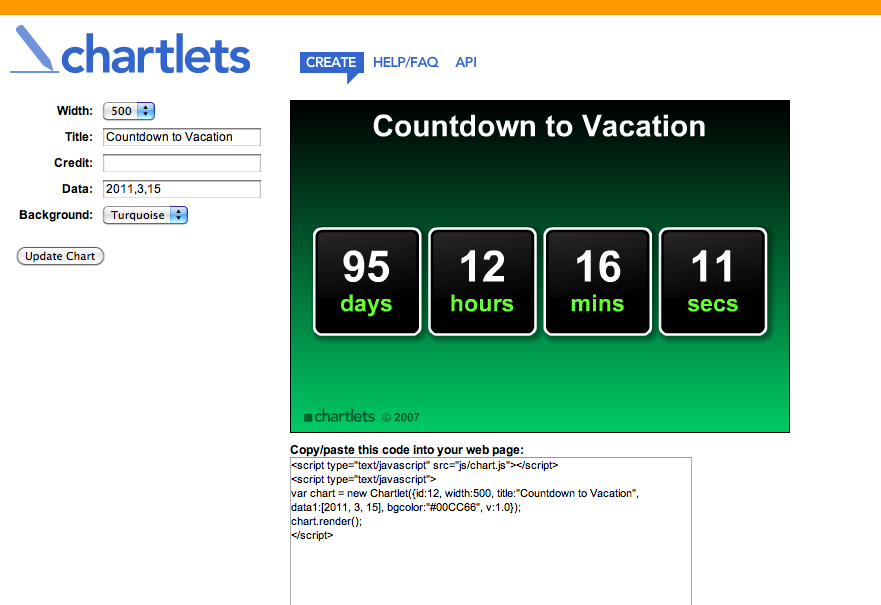 chartlets
CREATE HELP/FAQ API
Width: 500
Title: Countdown to Vacation
Credit:
Data: 2011,3,15
Background: Turquoise
Update Chart
Countdown to Vacation
95 12 16 11
days hours mins secs
chartlets © 2007
Copy/paste this code into your web page:
<script type="text/javascript" src="js/chart.js"></script>
<script type="text/javascript">
var chart = new Chartlet({id:12, width:500, title:"Countdown to Vacation",
data1:[2011, 3, 15], bgcolor:"#00CC66", v:1.0});
chart.render();
</script>